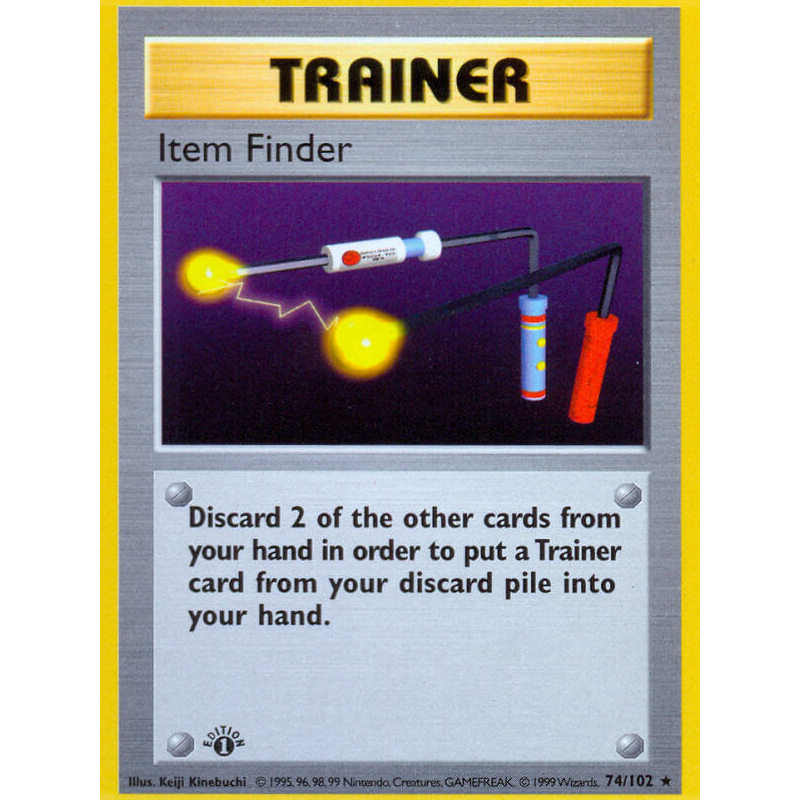 TRAINER
Item Finder
Discard 2 of the other cards from
your hand in order to put a Trainer
card from your discard pile into
your hand.
EDITION
1
Illus. Keiji Kinebuchi © 1995, 96, 98, 99 Nintendo, Creatures, GAMEFREAK. © 1999 Wizards. 74/102 ★